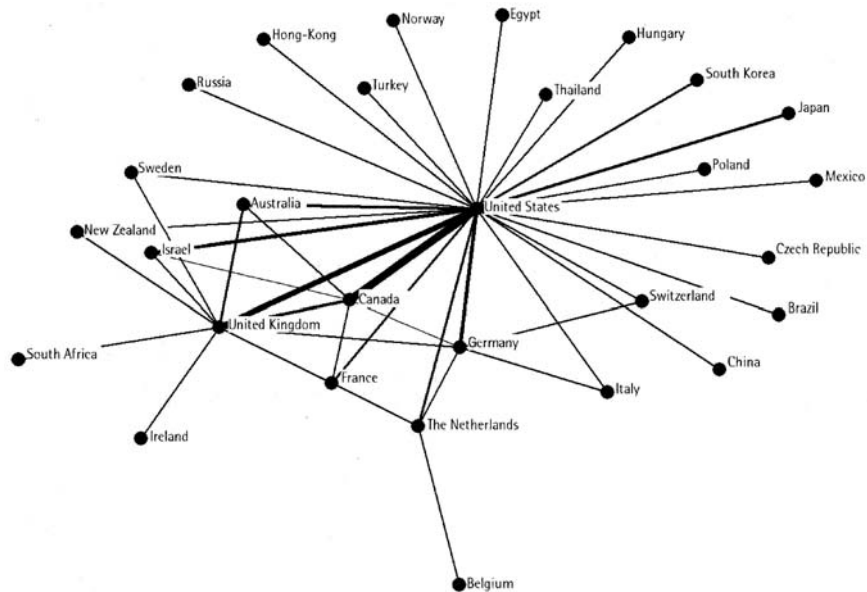 Norway
Egypt
Hong-Kong
Hungary
Russia
Turkey
Thailand
South Korea
Japan
Sweden
Poland
Mexico
Australia
United States
New Zealand
Israel
Czech Republic
Canada
Switzerland
Brazil
United Kingdom
Germany
South Africa
France
China
Italy
The Netherlands
Ireland
Belgium